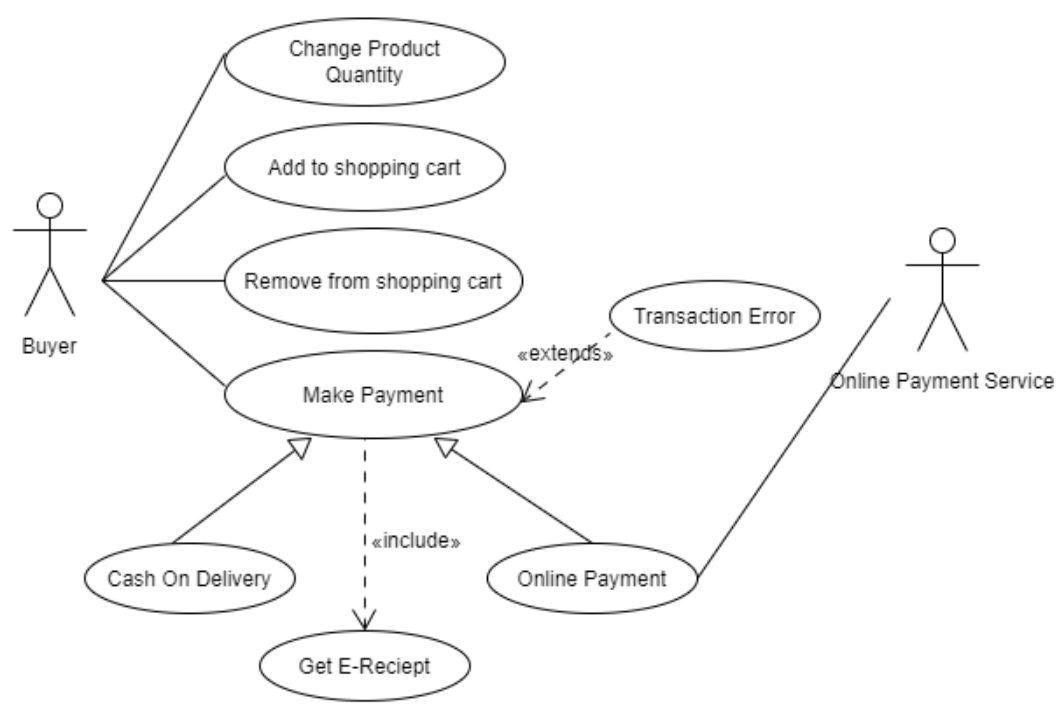 Change Product
Quantity
Add to shopping cart
Remove from shopping cart
Buyer
Transaction Error
«extends»
Online Payment Service
Make Payment
«include»
Cash On Delivery
Online Payment
Get E-Reciept